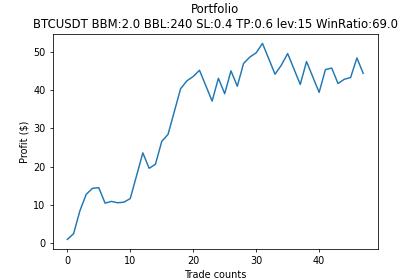 Portfolio
BTCUSDT BBM:2.0 BBL:240 SL:0.4 TP:0.6 lev:15 WinRatio:69.0
50
40
30
20
10
0
Profit ($)
0 10 20 30 40
Trade counts